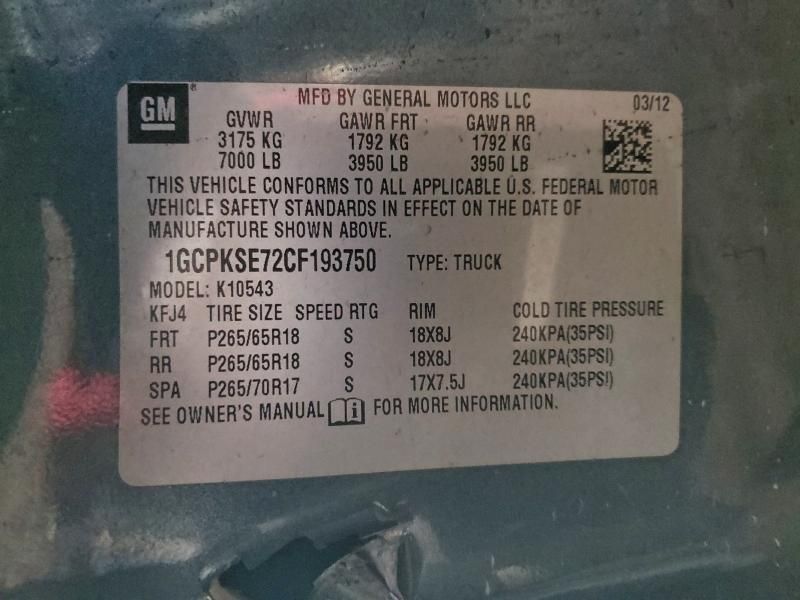 GM® MFD BY GENERAL MOTORS LLC 03/12
GVWR GAWR FRT GAWR RR
3175 KG 1792 KG 1792 KG
7000 LB 3950 LB 3950 LB
THIS VEHICLE CONFORMS TO ALL APPLICABLE U.S. FEDERAL MOTOR
VEHICLE SAFETY STANDARDS IN EFFECT ON THE DATE OF
MANUFACTURE SHOWN ABOVE.
1GCPKSE72CF193750 TYPE: TRUCK
MODEL: K10543
KFJ4 TIRE SIZE SPEED RTG RIM COLD TIRE PRESSURE
FRT P265/65R18 S 18X8J 240KPA(35PSI)
RR P265/65R18 S 18X8J 240KPA(35PSI)
SPA P265/70R17 S 17X7.5J 240KPA(35PSI)
SEE OWNER'S MANUAL i FOR MORE INFORMATION.